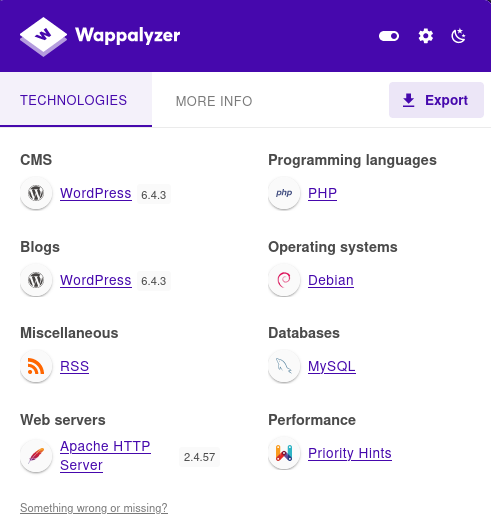 Wappalyzer
TECHNOLOGIES
MORE INFO
Export
CMS
WordPress 6.4.3
Blogs
WordPress 6.4.3
Miscellaneous
RSS
Web servers
Apache HTTP
Server 2.4.57
Programming languages
php PHP
Operating systems
Debian
Databases
MySQL
Performance
Priority Hints
Something wrong or missing?